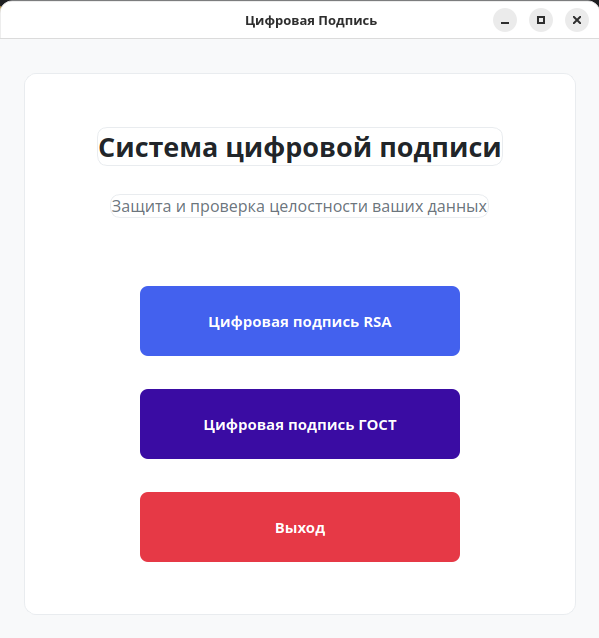 Цифровая Подпись
Система цифровой подписи
Защита и проверка целостности ваших данных
Цифровая подпись RSA
Цифровая подпись ГОСТ
Выход